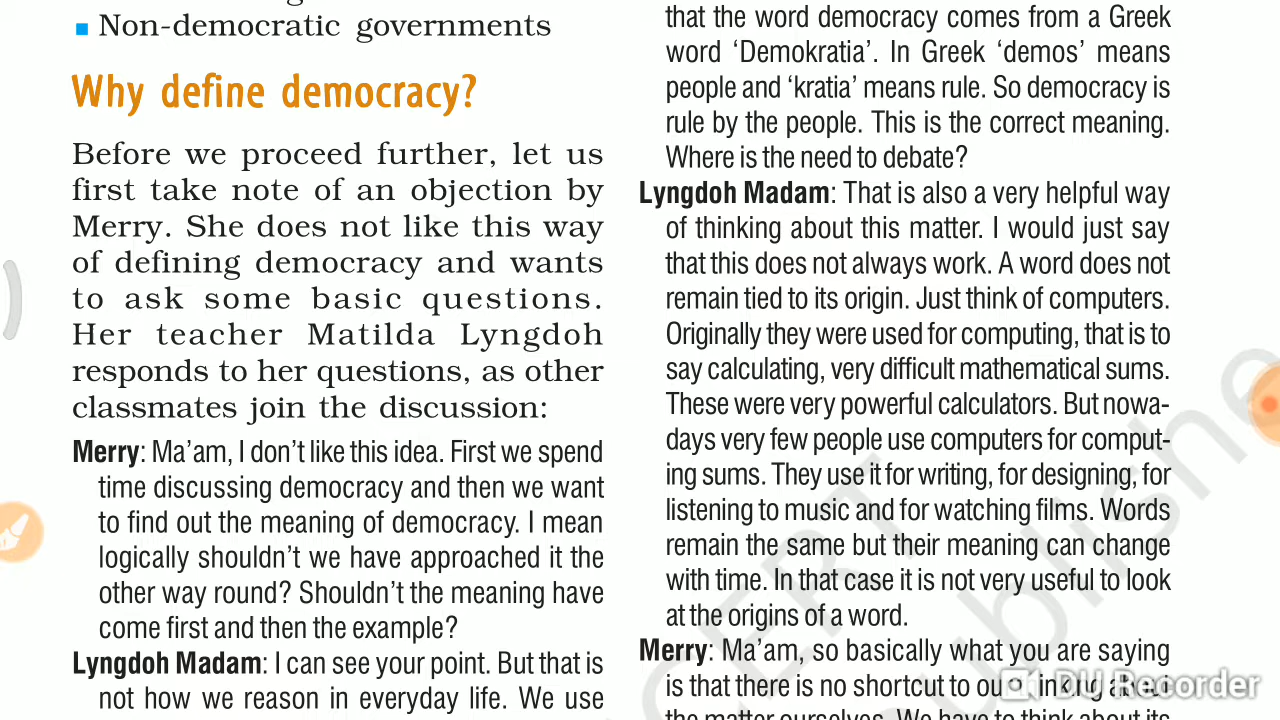 Non-democratic governments
Why define democracy?
Before we proceed further, let us
first take note of an objection by
Merry. She does not like this way
of defining democracy and wants
to ask some basic questions.
Her teacher Matilda Lyngdoh
responds to her questions, as other
classmates join the discussion:
Merry: Ma'am, I don't like this idea. First we spend
time discussing democracy and then we want
to find out the meaning of democracy. I mean
logically shouldn't we have approached it the
other way round? Shouldn't the meaning have
come first and then the example?
Lyngdoh Madam: I can see your point. But that is
not how we reason in everyday life. We use
that the word democracy comes from a Greek
word ‘Demokratia’. In Greek ‘demos’ means
people and ‘kratia’ means rule. So democracy is
rule by the people. This is the correct meaning.
Where is the need to debate?
Lyngdoh Madam: That is also a very helpful way
of thinking about this matter. I would just say
that this does not always work. A word does not
remain tied to its origin. Just think of computers.
Originally they were used for computing, that is to
say calculating, very difficult mathematical sums.
These were very powerful calculators. But nowa-
days very few people use computers for comput-
ing sums. They use it for writing, for designing, for
listening to music and for watching films. Words
remain the same but their meaning can change
with time. In that case it is not very useful to look
at the origins of a word.
Merry: Ma'am, so basically what you are saying
is that there is no shortcut to our thinking about
the matter ourselves. We have to think about its
DU Recorder